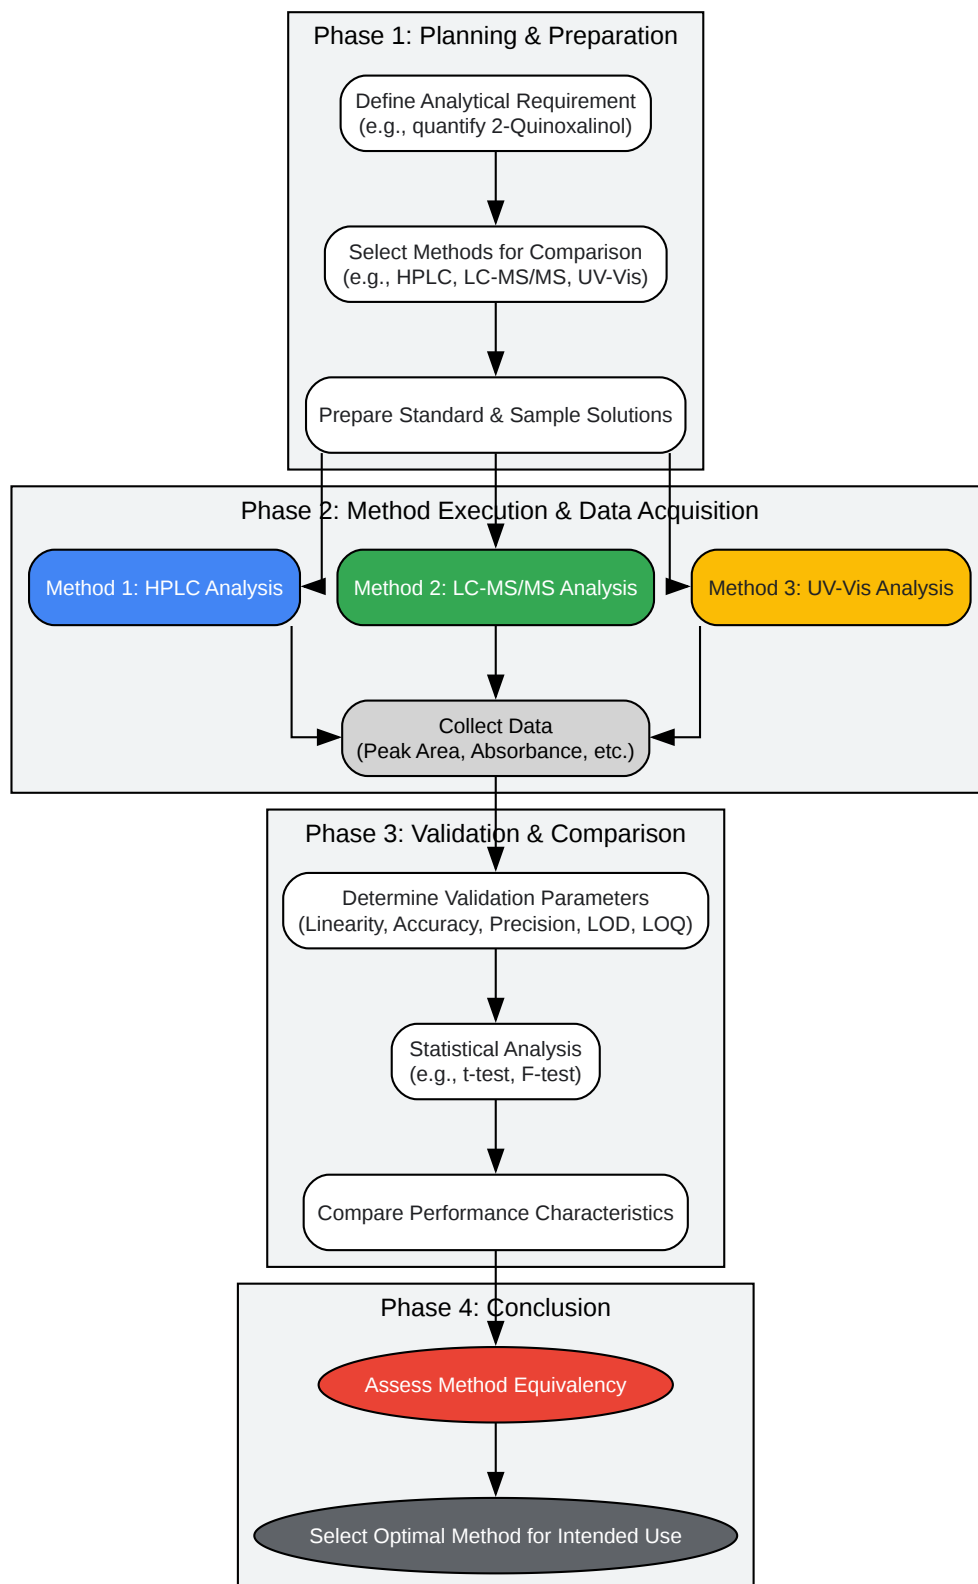 Phase 1: Planning & Preparation
Define Analytical Requirement
(e.g., quantify 2-Quinoxalinol)
Select Methods for Comparison
(e.g., HPLC, LC-MS/MS, UV-Vis)
Prepare Standard & Sample Solutions
Phase 2: Method Execution & Data Acquisition
Method 1: HPLC Analysis
Method 2: LC-MS/MS Analysis
Method 3: UV-Vis Analysis
Collect Data
(Peak Area, Absorbance, etc.)
Phase 3: Validation & Comparison
Determine Validation Parameters
(Linearity, Accuracy, Precision, LOD, LOQ)
Statistical Analysis
(e.g., t-test, F-test)
Compare Performance Characteristics
Phase 4: Conclusion
Assess Method Equivalency
Select Optimal Method for Intended Use